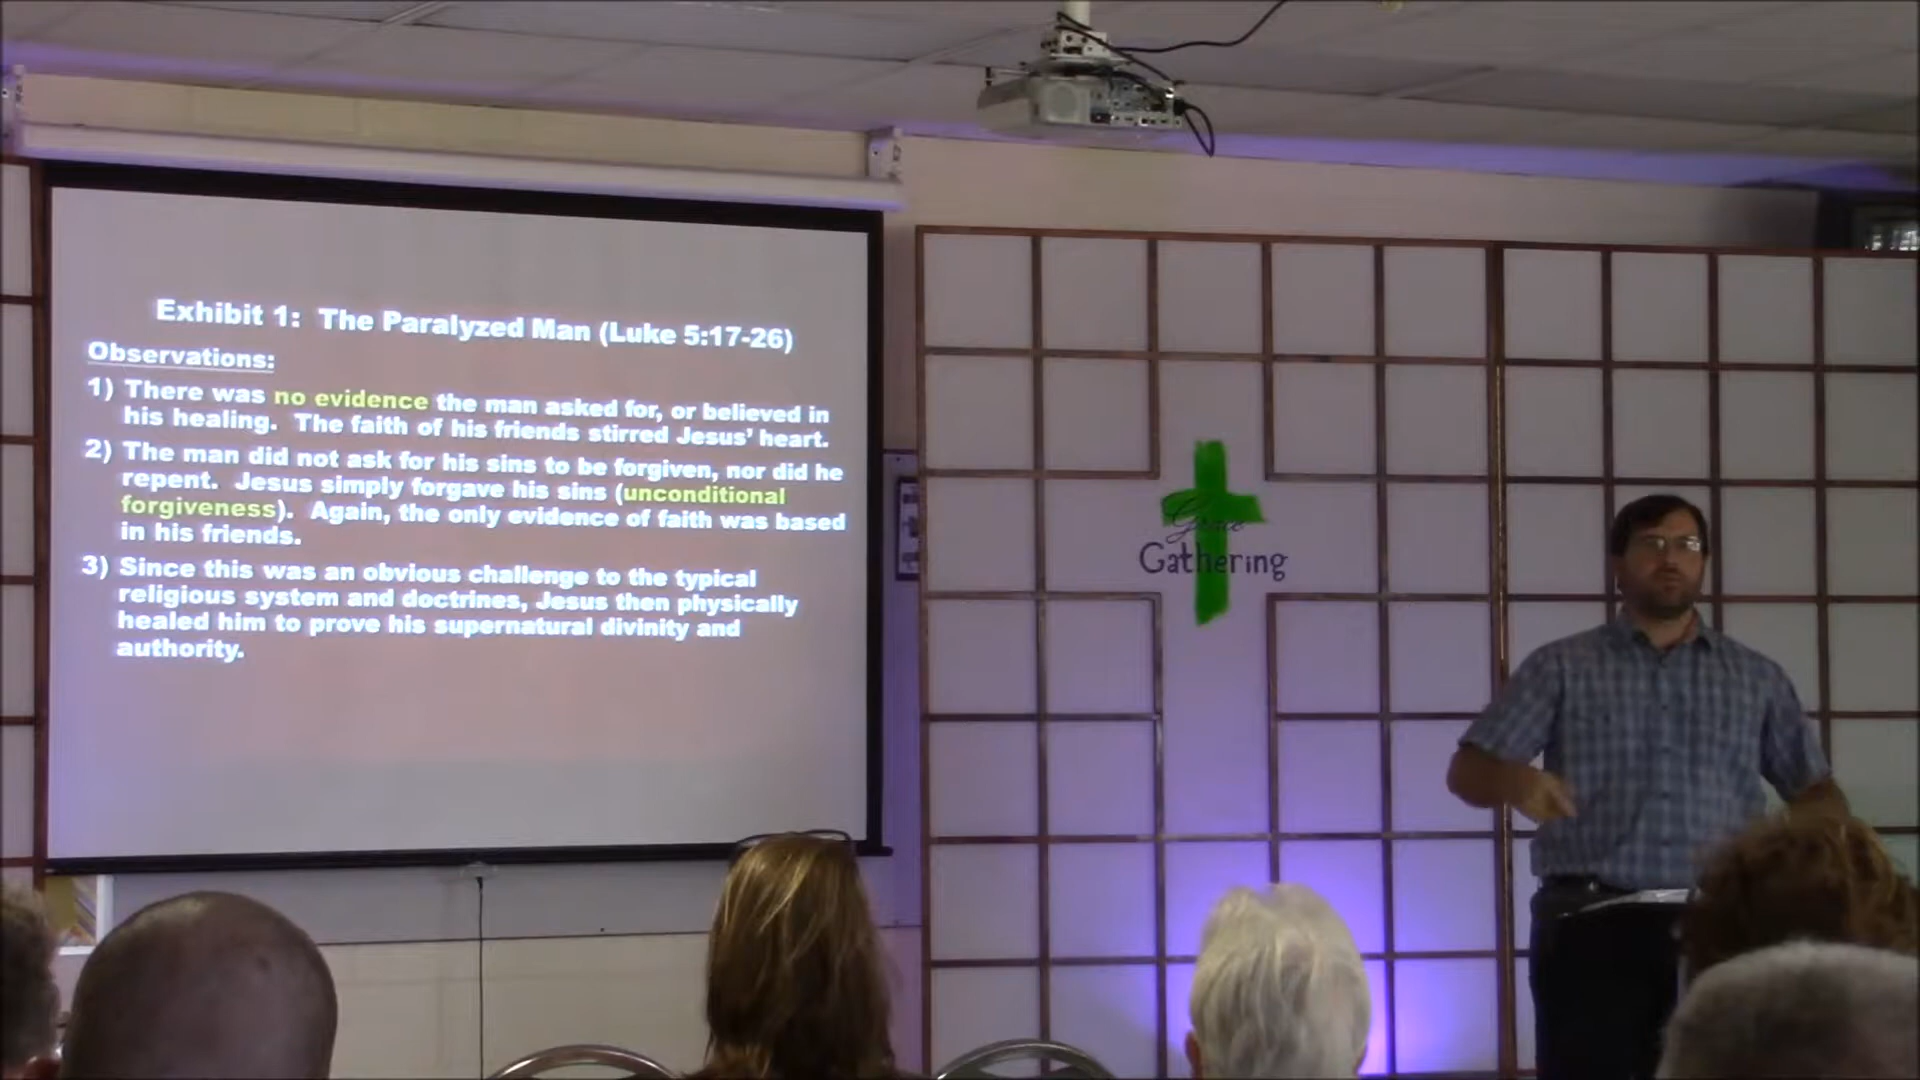 Exhibit 1: The Paralyzed Man (Luke 5:17-26)
Observations:
1) There was no evidence the man asked for, or believed in
his healing. The faith of his friends stirred Jesus' heart.
2) The man did not ask for his sins to be forgiven, nor did he
repent. Jesus simply forgave his sins (unconditional
forgiveness). Again, the only evidence of faith was based
in his friends.
3) Since this was an obvious challenge to the typical
religious system and doctrines, Jesus then physically
healed him to prove his supernatural divinity and
authority.
Grace
Gathering